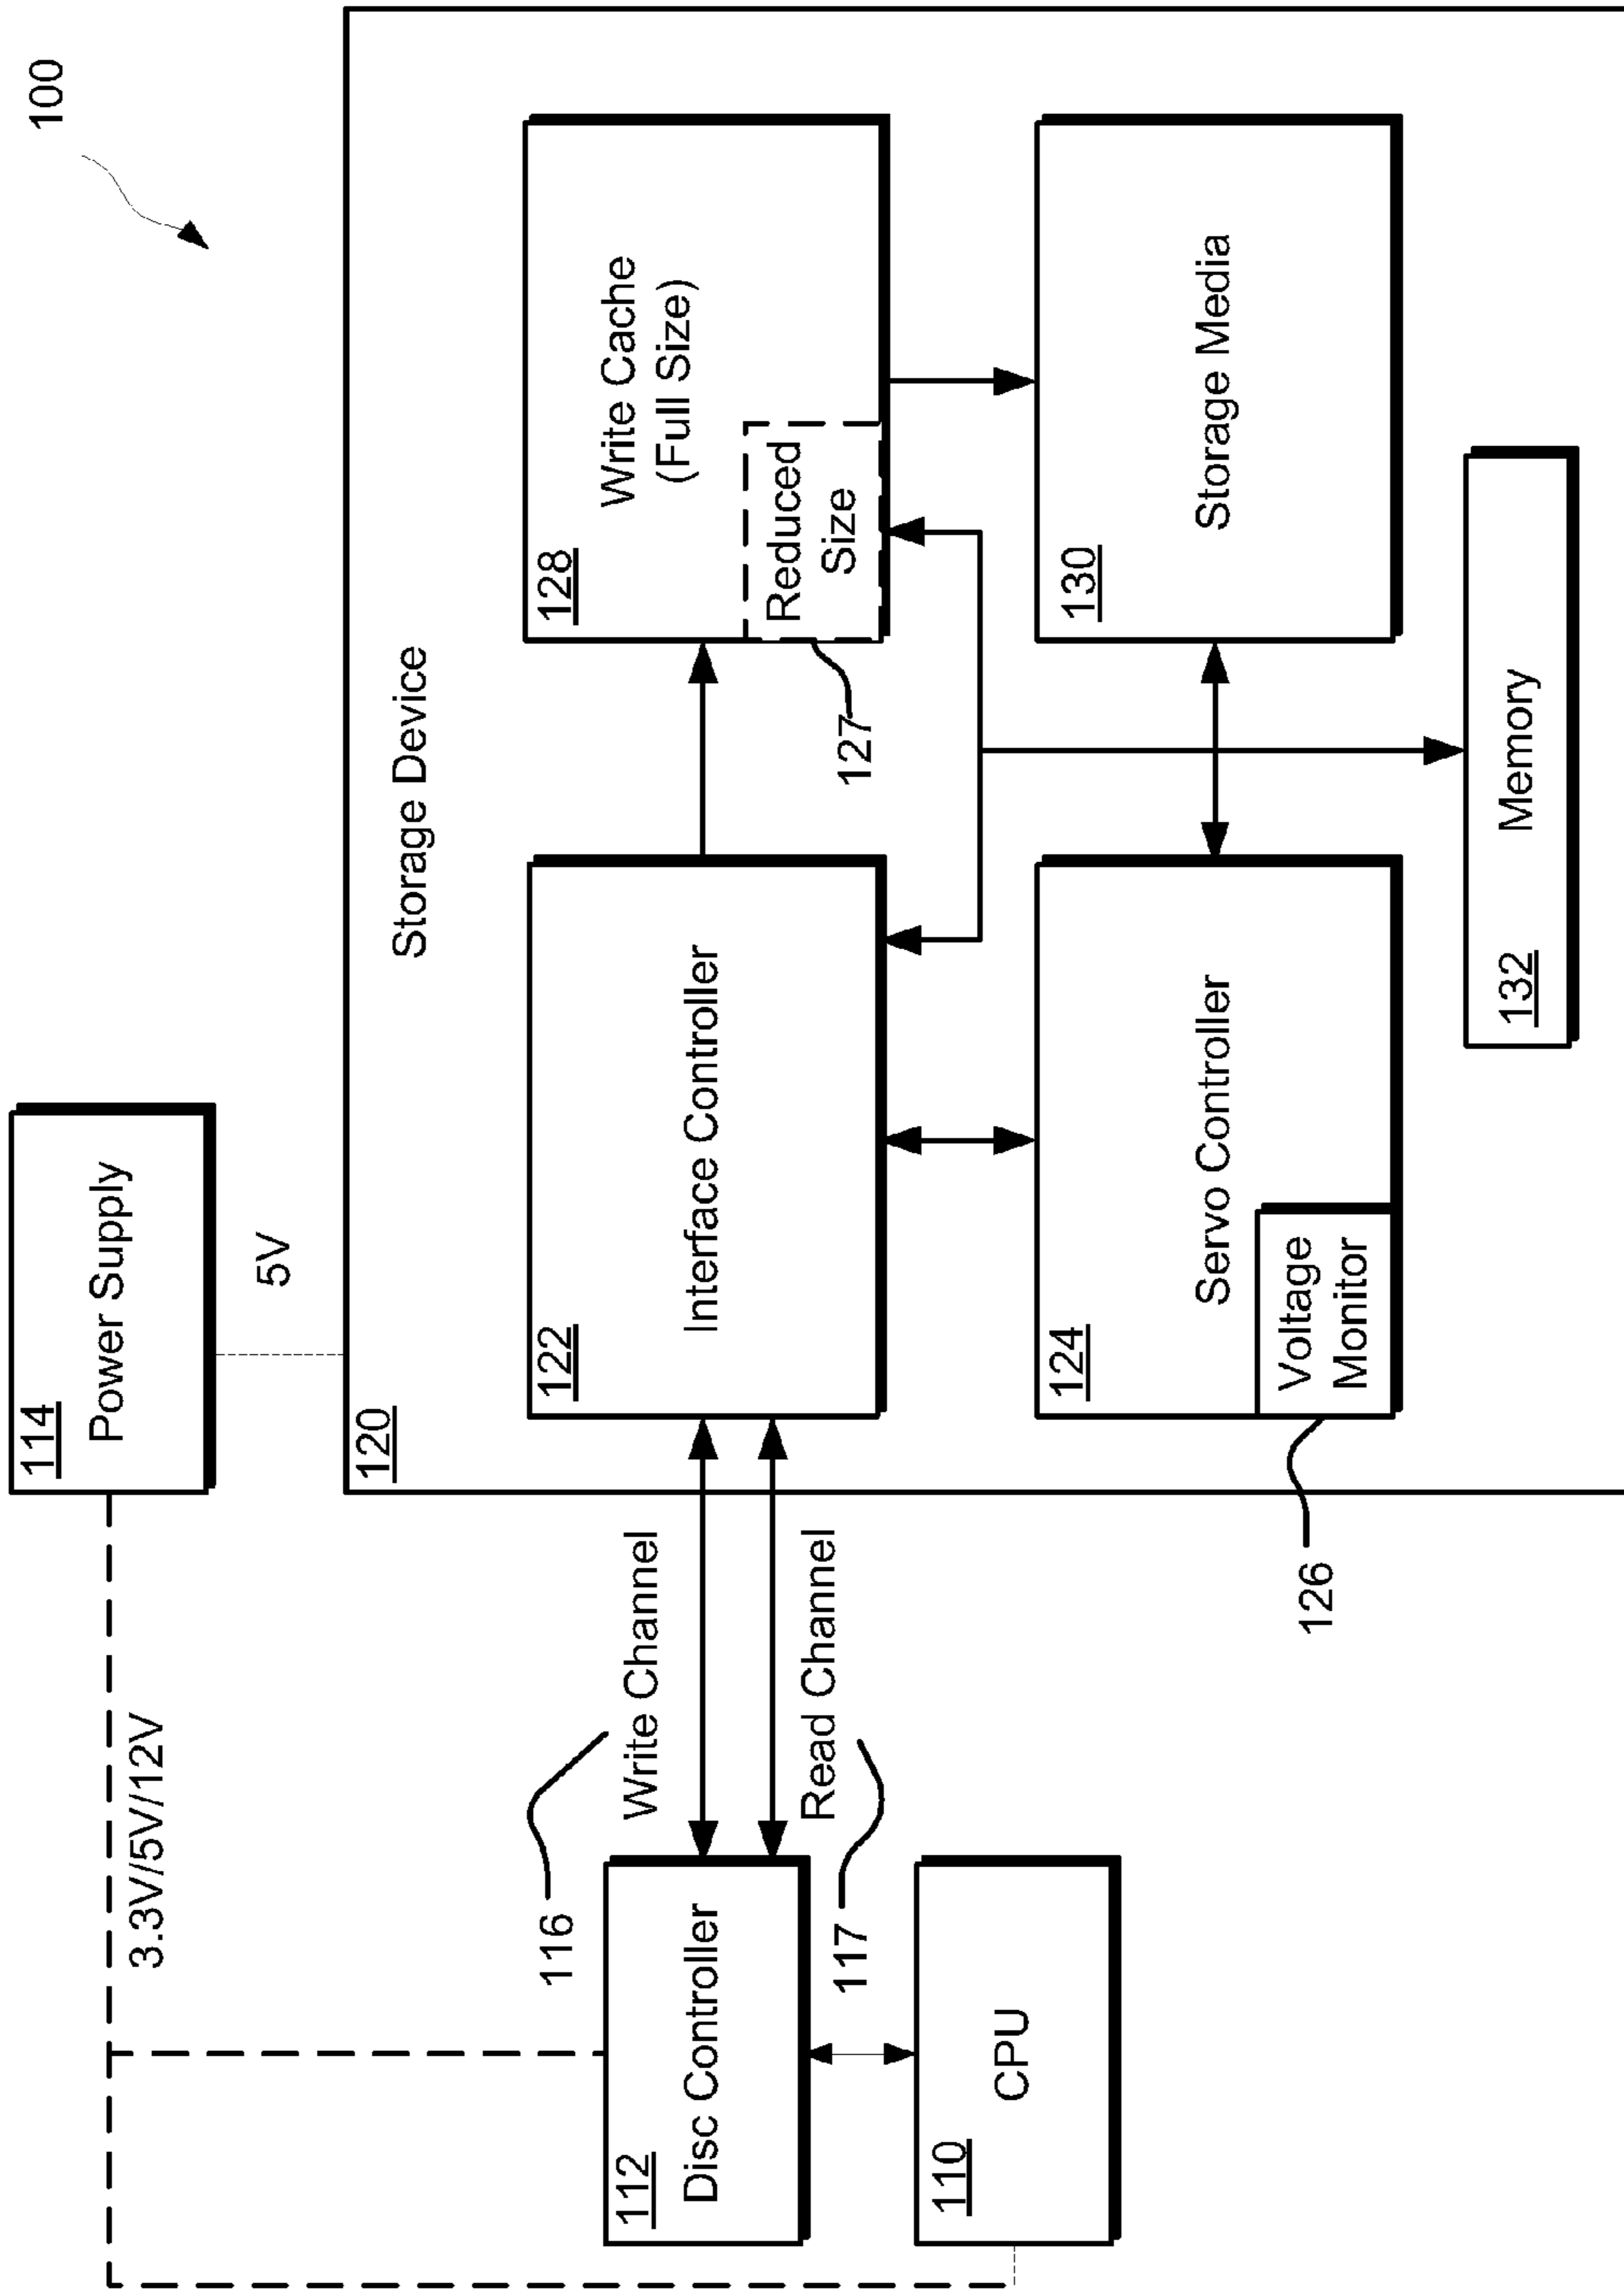 100
114
Power Supply
3.3V/5V/12V
5V
120
Storage Device
122
Interface Controller
128
Write Cache
(Full Size)
Reduced
Size
127
116
Write Channel
Read Channel
117
112
Disc Controller
110
CPU
124
Servo Controller
Voltage
Monitor
126
130
Storage Media
132
Memory